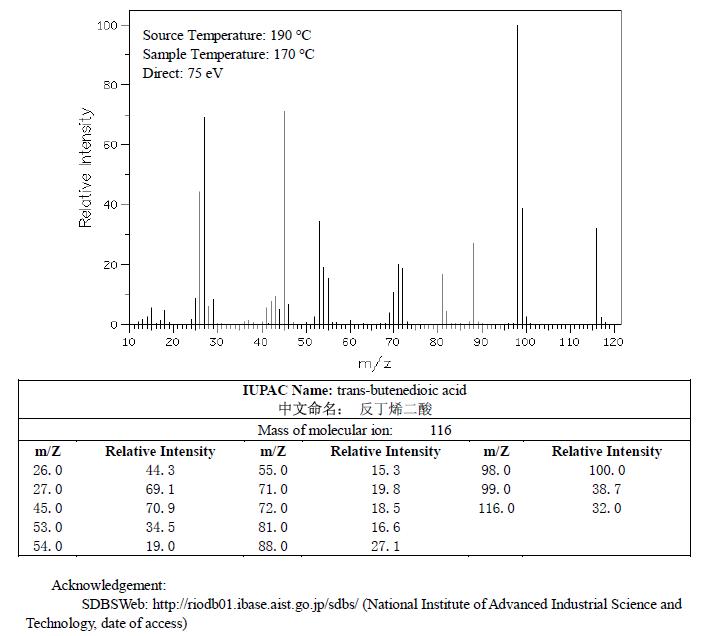 Source Temperature: 190 °C
Sample Temperature: 170 °C
Direct: 75 eV
Relative Intensity
100
80
60
40
20
0
10 20 30 40 50 60 70 80 90 100 110 120
m/z
IUPAC Name: trans-butenedioic acid
中文命名: 反丁烯二酸
Mass of molecular ion: 116
m/Z Relative Intensity m/Z Relative Intensity m/Z Relative Intensity
26.0 44.3 55.0 15.3 98.0 100.0
27.0 69.1 71.0 19.8 99.0 38.7
45.0 70.9 72.0 18.5 116.0 32.0
53.0 34.5 81.0 16.6
54.0 19.0 88.0 27.1
Acknowledgement:
SDBSWeb: http://riodb01.ibase.aist.go.jp/sdbs/ (National Institute of Advanced Industrial Science and
Technology, date of access)